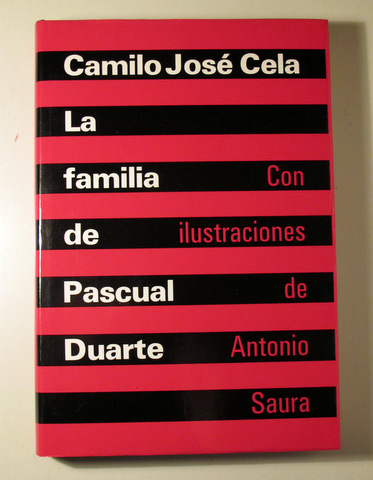 Camilo José Cela
La
familia Con
de ilustraciones
Pascual de
Duarte Antonio
Saura